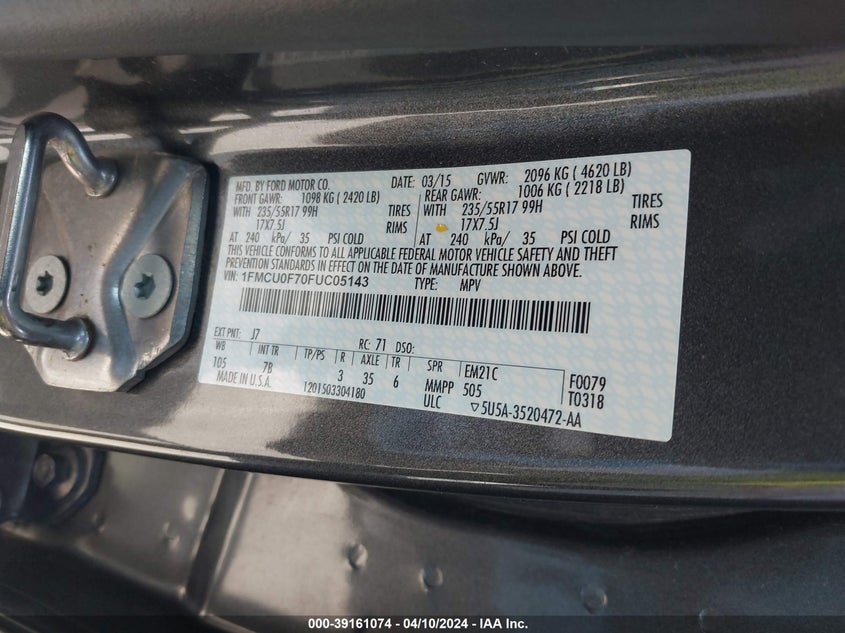 MFD. BY FORD MOTOR CO. DATE: 03/15 GVWR: 2096 KG ( 4620 LB)
FRONT GAWR: 1098 KG ( 2420 LB) REAR GAWR: 1006 KG ( 2218 LB)
WITH 235/55R17 99H TIRES WITH 235/55R17 99H TIRES
17X7.5J RIMS 17X7.5J RIMS
AT 240 kPa/ 35 PSI COLD AT 240 kPa/ 35 PSI COLD
THIS VEHICLE CONFORMS TO ALL APPLICABLE FEDERAL MOTOR VEHICLE SAFETY AND THEFT
PREVENTION STANDARDS IN EFFECT ON THE DATE OF MANUFACTURE SHOWN ABOVE.
VIN: 1FMCU0F70FUC05143 TYPE: MPV
EXT PNT: J7 RC: 71 DSO:
WB INT TR TP/PS R AXLE TR SPR EM21C F0079
105 7B 3 35 6 MMPP 505 T0318
MADE IN U.S.A. 1201503304180 ULC ▽5U5A-3520472-AA
000-39161074 - 04/10/2024 - IAA Inc.